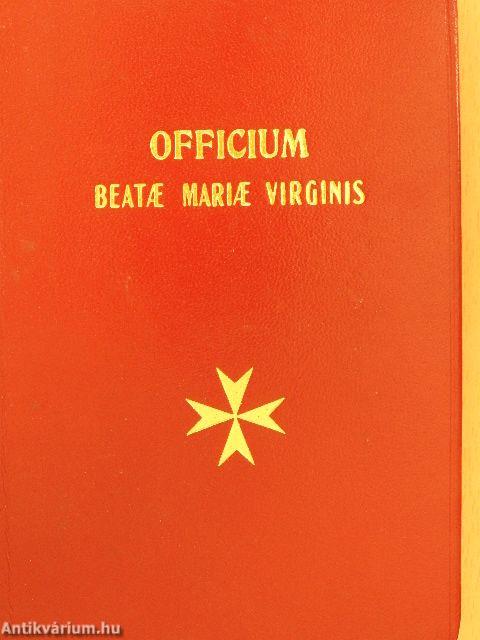 OFFICIUM
BEATÆ MARIÆ VIRGINIS
Antikvárium.hu